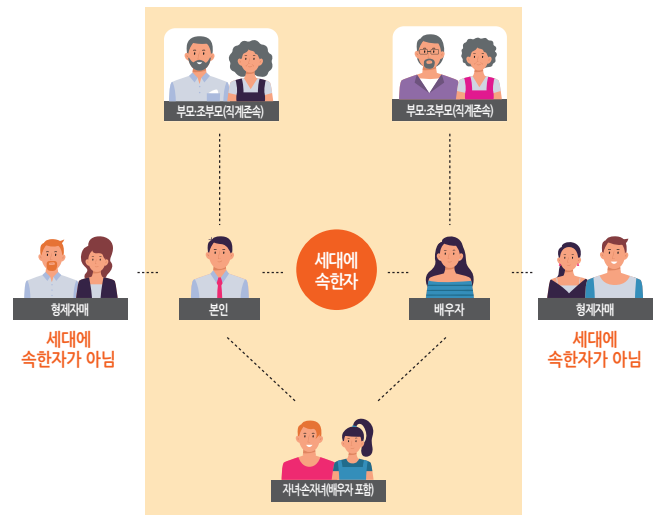 부모·조부모(직계존속)
부모·조부모(직계존속)
세대에
속한자
형제자매
본인
배우자
형제자매
세대에
속한자가 아님
세대에
속한자가 아님
자녀·손자녀(배우자 포함)